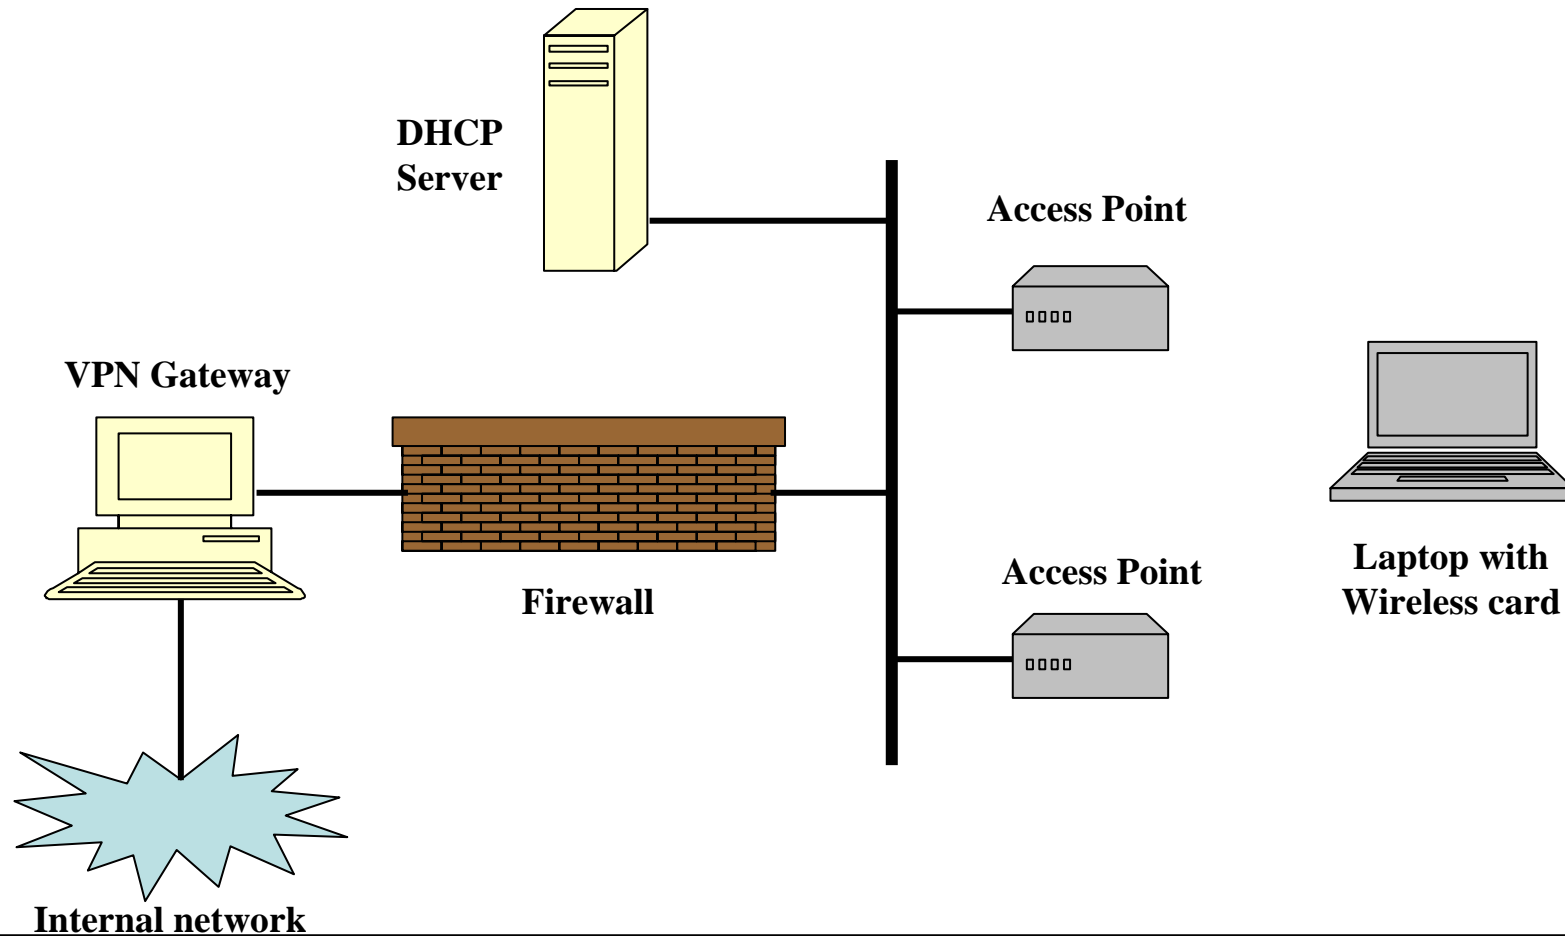 DHCP
Server
Access Point
VPN Gateway
Firewall
Access Point
Laptop with
Wireless card
Internal network